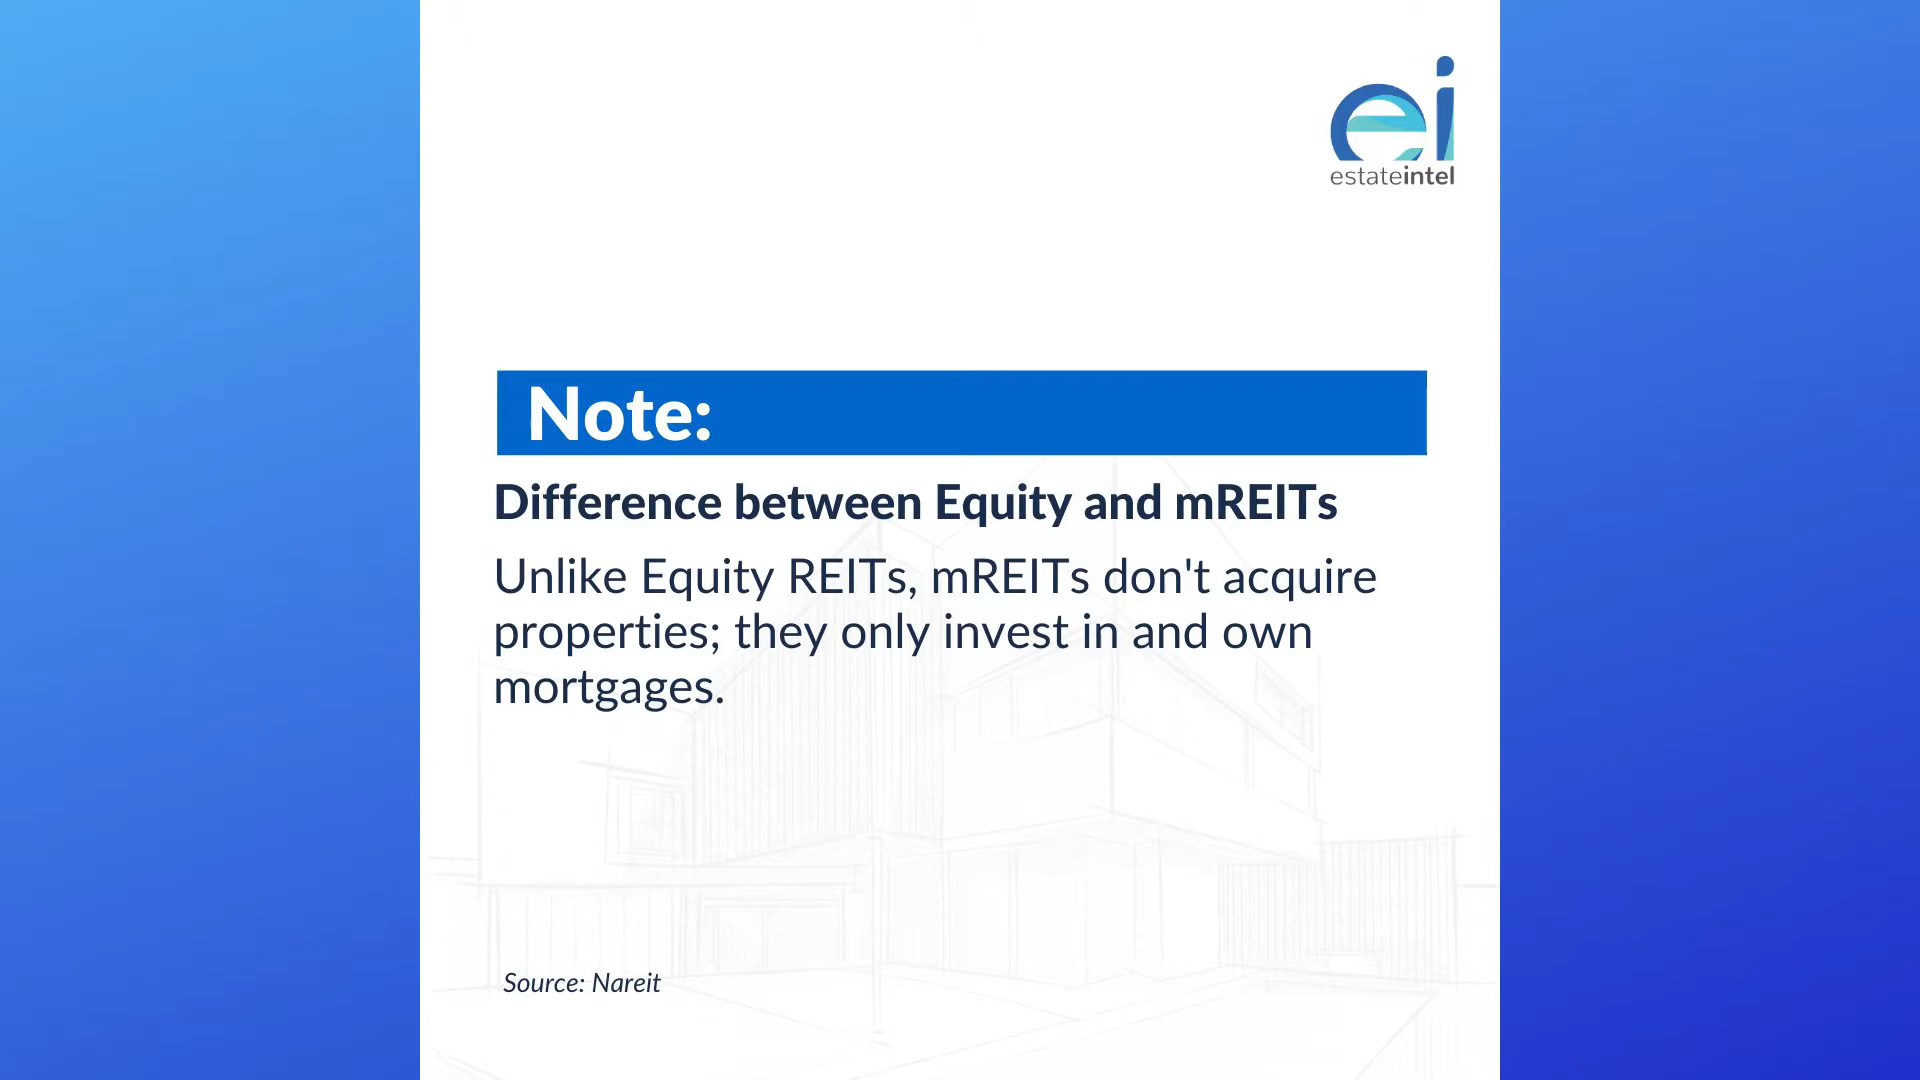 ei
estateintel
Note:
Difference between Equity and mREITs
Unlike Equity REITs, mREITs don't acquire
properties; they only invest in and own
mortgages.
Source: Nareit